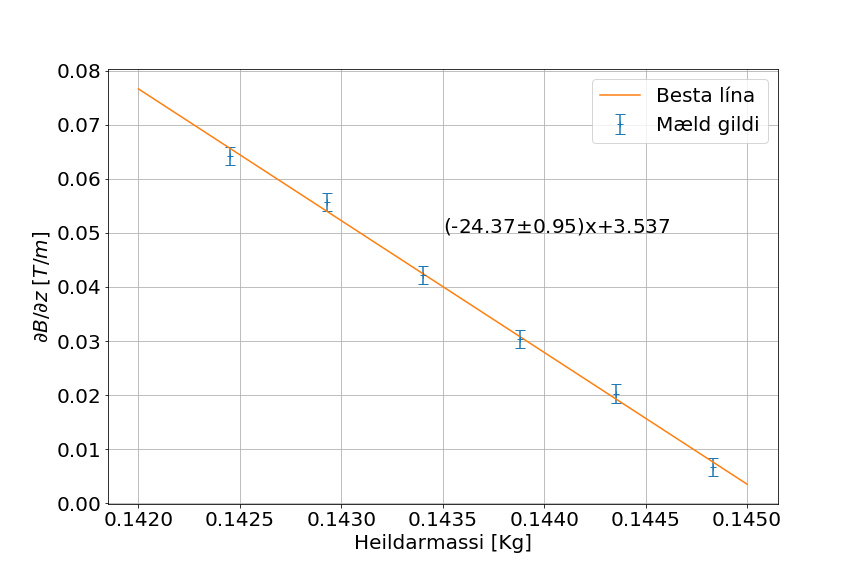 0.08
0.07
0.06
0.05
0.04
0.03
0.02
0.01
0.00
∂B/∂z [T/m]
Besta lína
Mæld gildi
(-24.37±0.95)x+3.537
0.1420 0.1425 0.1430 0.1435 0.1440 0.1445 0.1450
Heildarmassi [Kg]